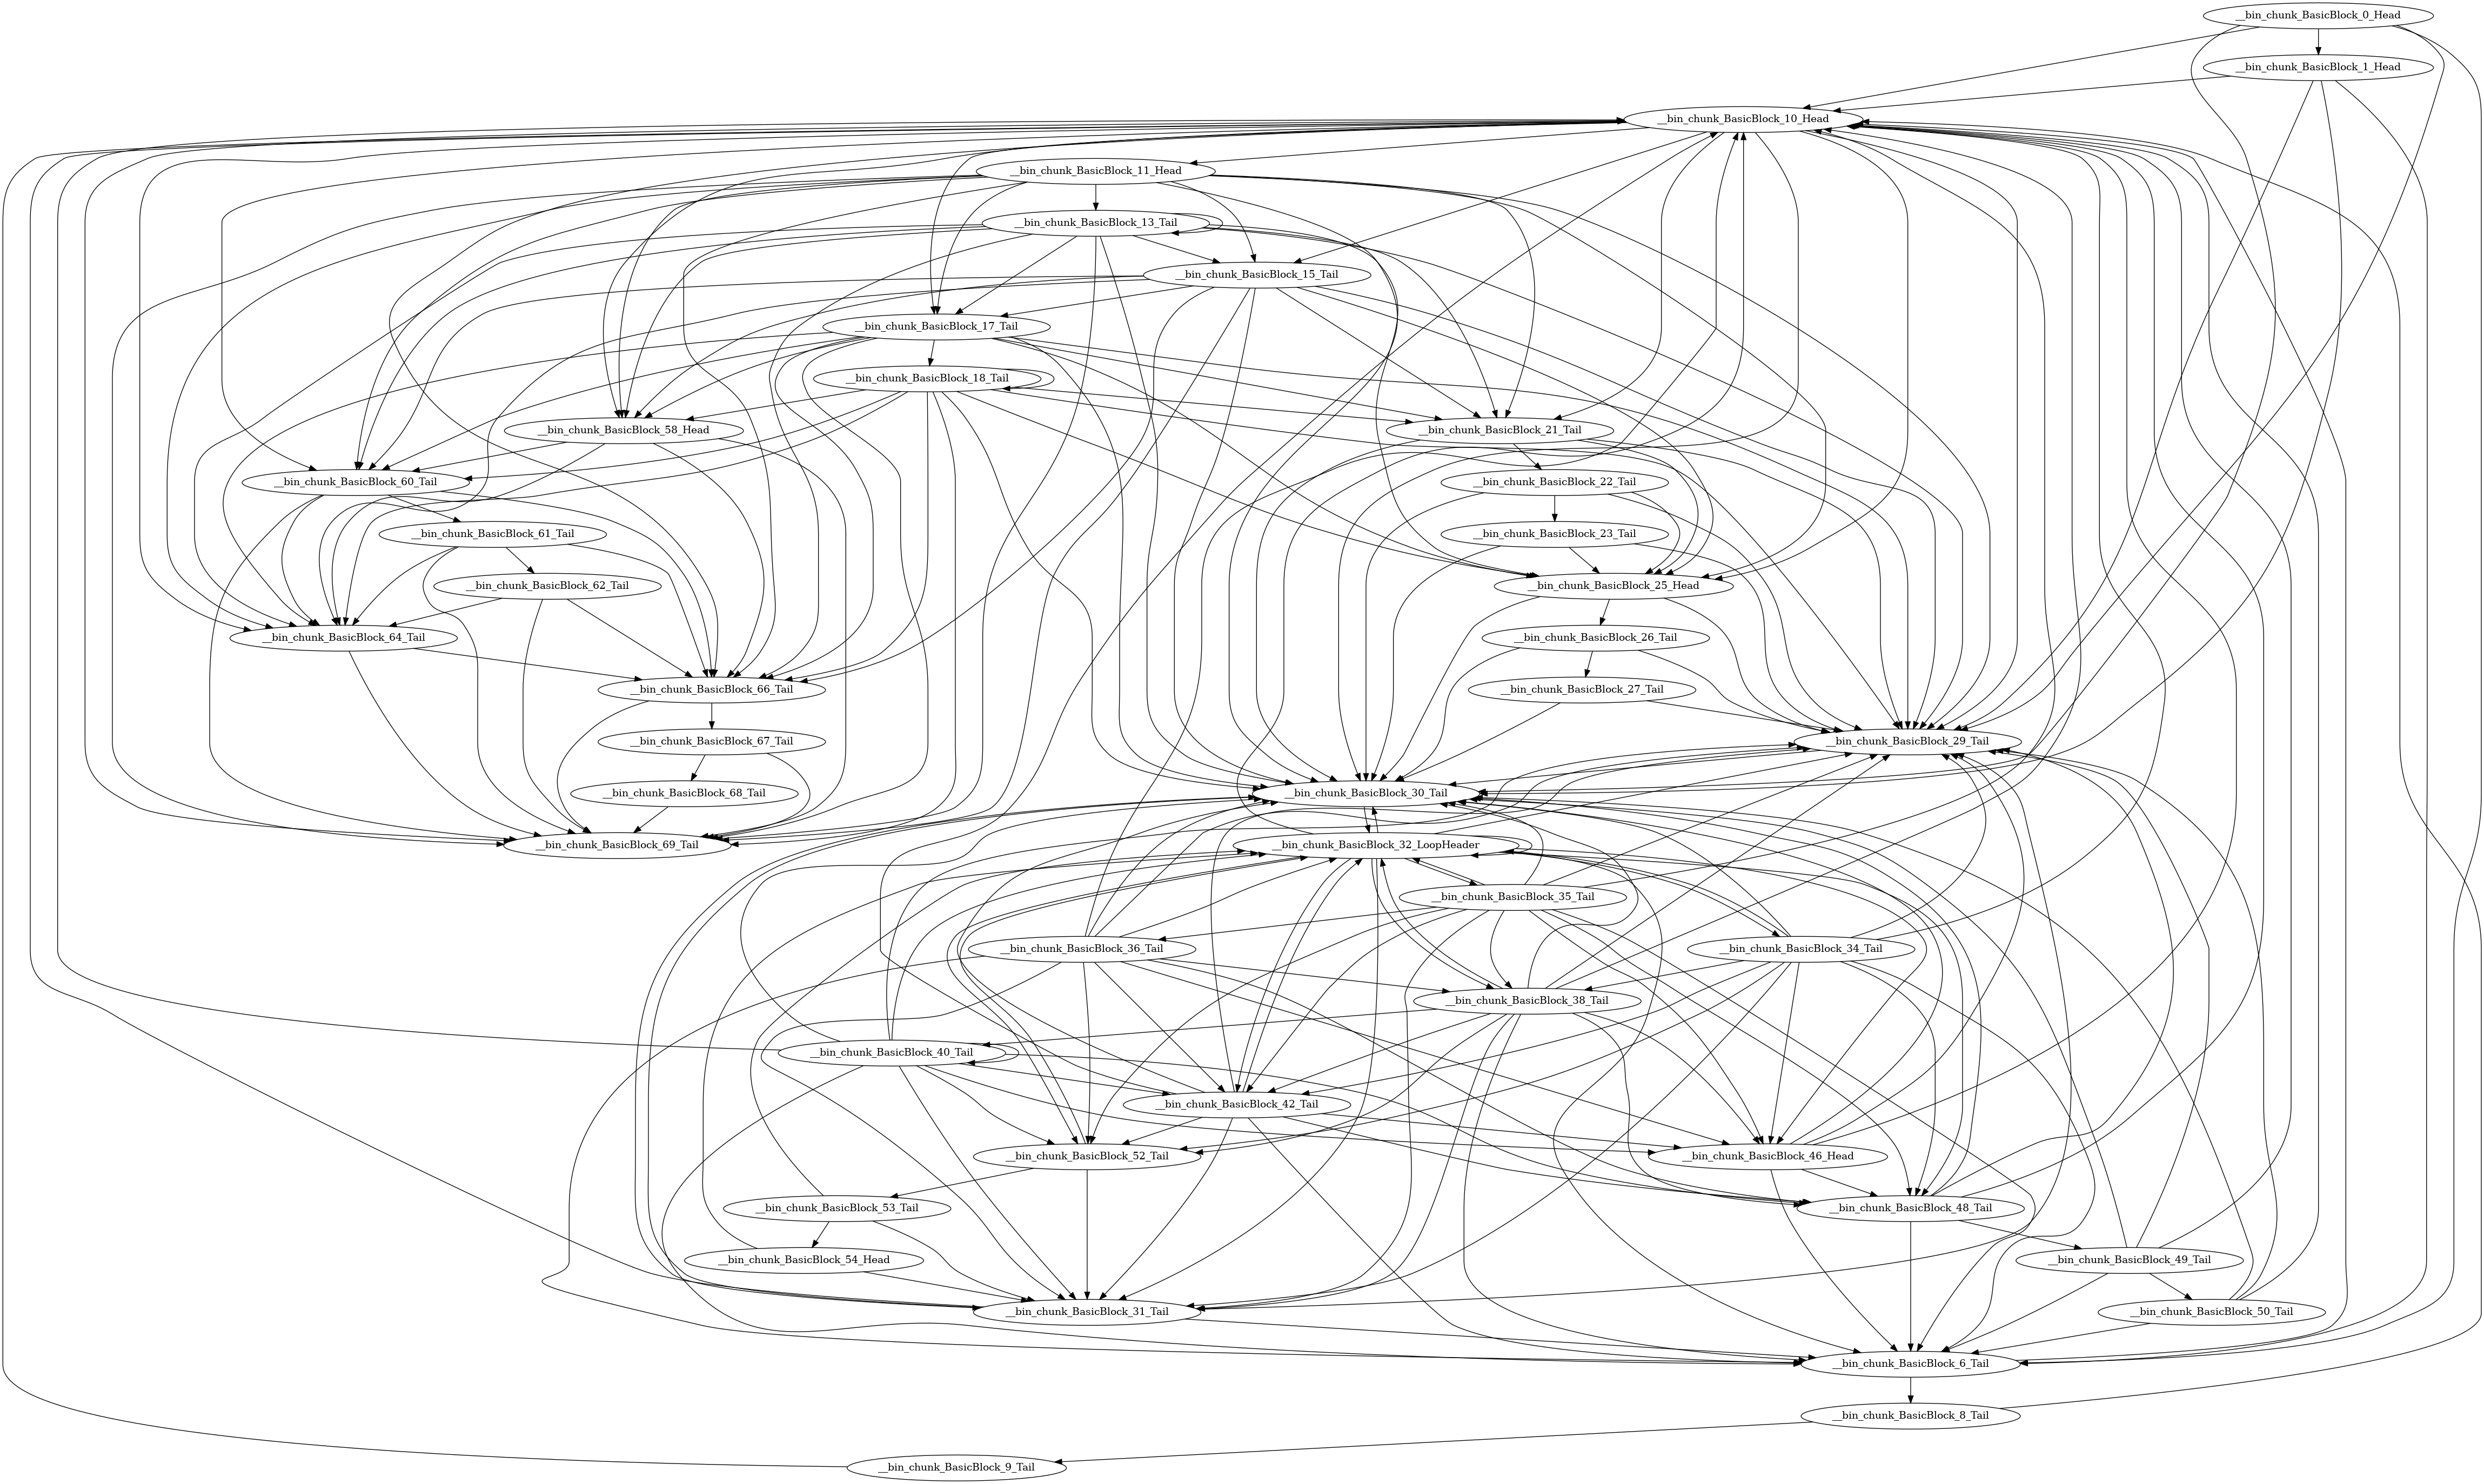 __bin_chunk_BasicBlock_0_Head
__bin_chunk_BasicBlock_1_Head
__bin_chunk_BasicBlock_10_Head
__bin_chunk_BasicBlock_11_Head
__bin_chunk_BasicBlock_13_Tail
__bin_chunk_BasicBlock_15_Tail
__bin_chunk_BasicBlock_17_Tail
__bin_chunk_BasicBlock_18_Tail
__bin_chunk_BasicBlock_58_Head
__bin_chunk_BasicBlock_21_Tail
__bin_chunk_BasicBlock_60_Tail
__bin_chunk_BasicBlock_22_Tail
__bin_chunk_BasicBlock_61_Tail
__bin_chunk_BasicBlock_23_Tail
__bin_chunk_BasicBlock_62_Tail
__bin_chunk_BasicBlock_25_Head
__bin_chunk_BasicBlock_64_Tail
__bin_chunk_BasicBlock_26_Tail
__bin_chunk_BasicBlock_66_Tail
__bin_chunk_BasicBlock_27_Tail
__bin_chunk_BasicBlock_67_Tail
__bin_chunk_BasicBlock_29_Tail
__bin_chunk_BasicBlock_68_Tail
__bin_chunk_BasicBlock_30_Tail
__bin_chunk_BasicBlock_69_Tail
__bin_chunk_BasicBlock_32_LoopHeader
__bin_chunk_BasicBlock_35_Tail
__bin_chunk_BasicBlock_36_Tail
__bin_chunk_BasicBlock_34_Tail
__bin_chunk_BasicBlock_38_Tail
__bin_chunk_BasicBlock_40_Tail
__bin_chunk_BasicBlock_42_Tail
__bin_chunk_BasicBlock_52_Tail
__bin_chunk_BasicBlock_46_Head
__bin_chunk_BasicBlock_53_Tail
__bin_chunk_BasicBlock_48_Tail
__bin_chunk_BasicBlock_54_Head
__bin_chunk_BasicBlock_49_Tail
__bin_chunk_BasicBlock_31_Tail
__bin_chunk_BasicBlock_50_Tail
__bin_chunk_BasicBlock_6_Tail
__bin_chunk_BasicBlock_8_Tail
__bin_chunk_BasicBlock_9_Tail